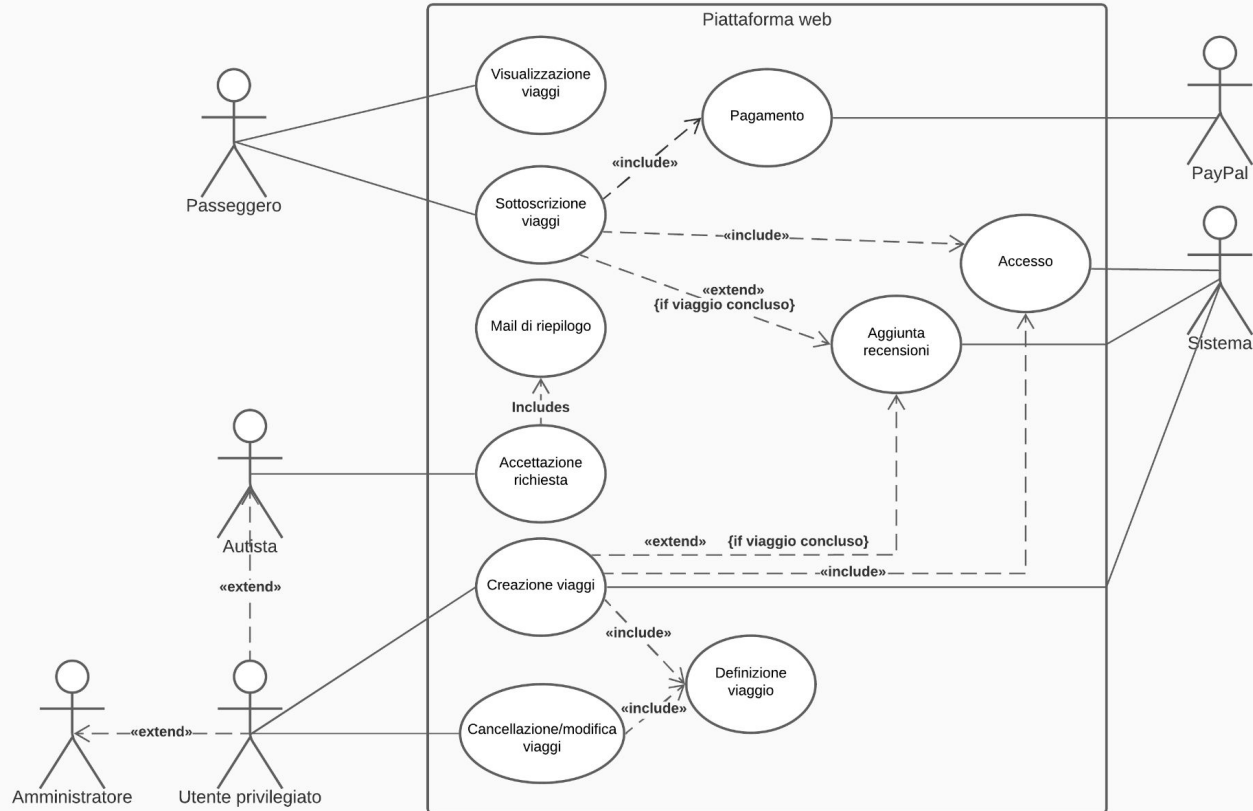 Piattaforma web
Visualizzazione
viaggi
Pagamento
«include»
PayPal
Passeggero
Sottoscrizione
viaggi
«include»
Accesso
«extend»
{if viaggio concluso}
Mail di riepilogo
Aggiunta
recensioni
Sistema
Includes
Accettazione
richiesta
Autista
«extend»
{if viaggio concluso}
«include»
«extend»
Creazione viaggi
«include»
Definizione
viaggio
«include»
Cancellazione/modifica
viaggi
«extend»
Amministratore
Utente privilegiato